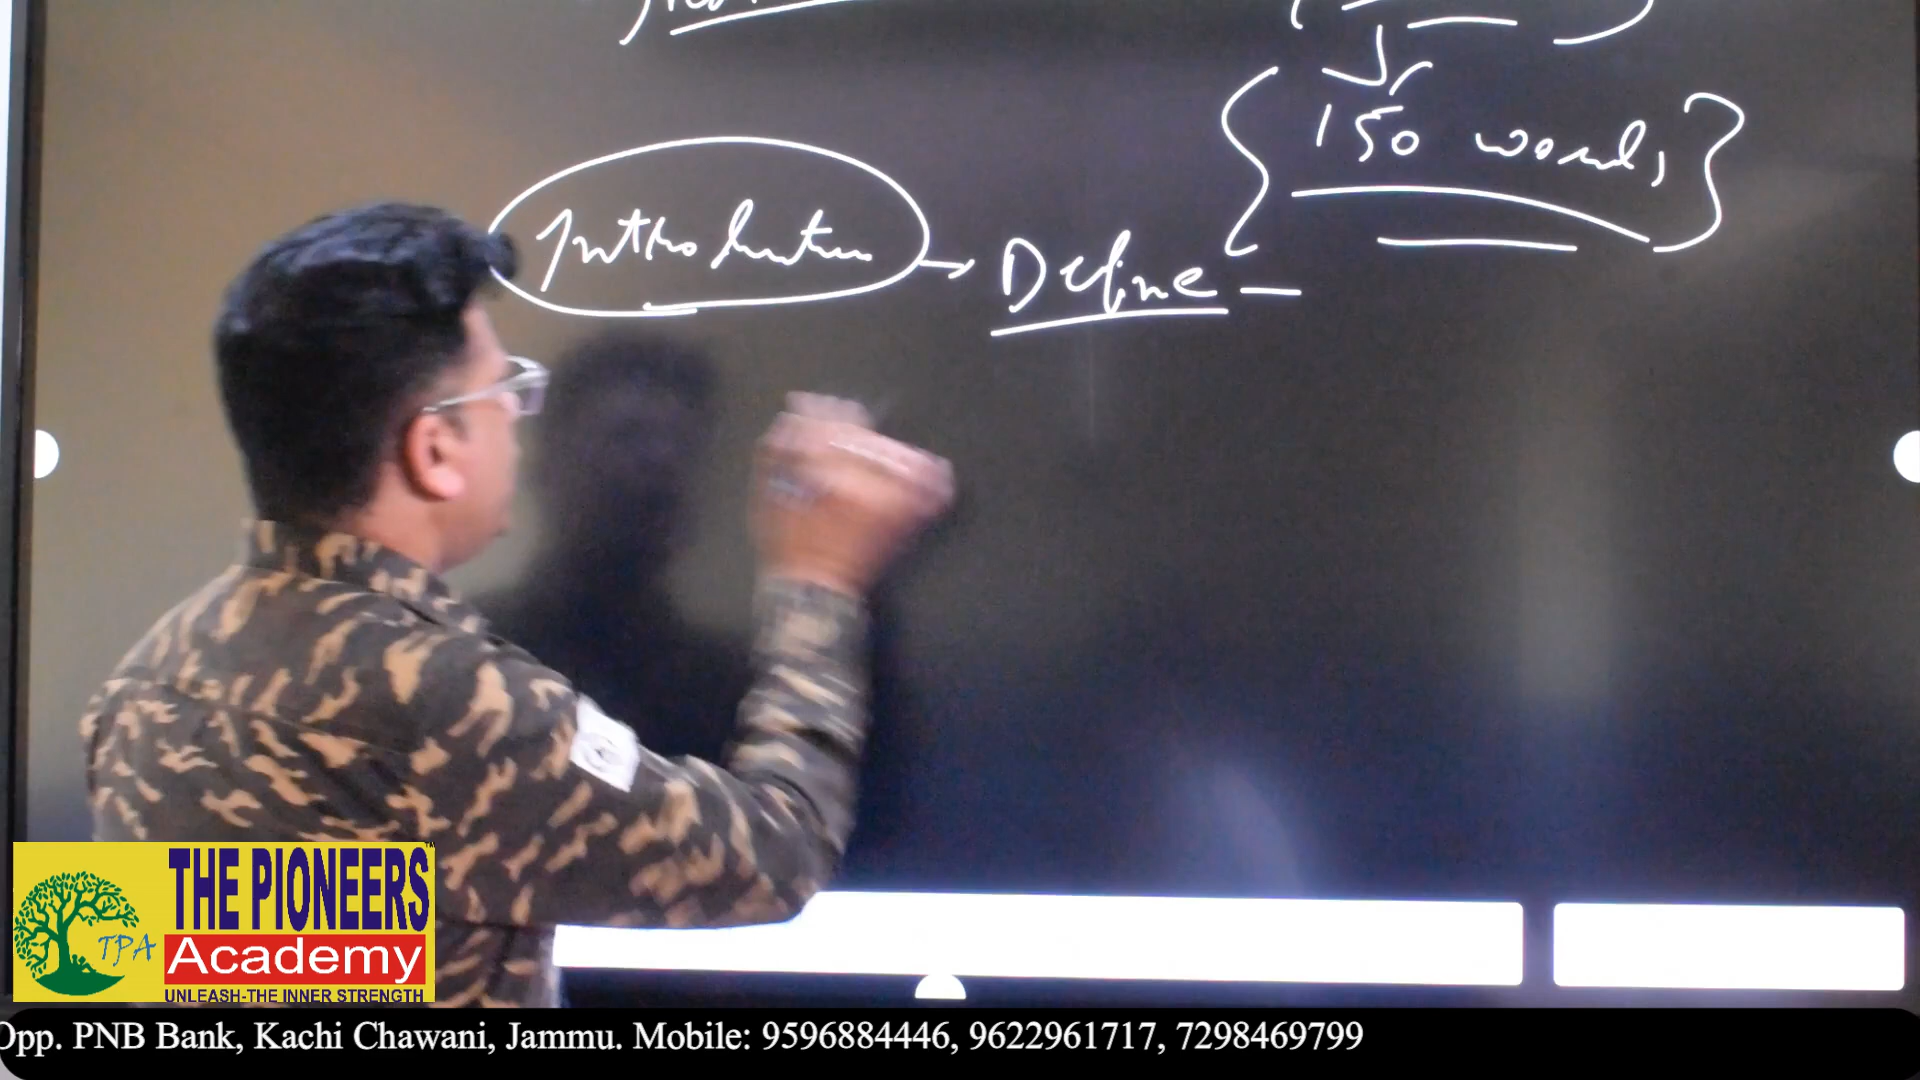 150 words
Introduction → Define —
TPA
THE PIONEERS™
Academy
UNLEASH-THE INNER STRENGTH
Opp. PNB Bank, Kachi Chawani, Jammu. Mobile: 9596884446, 9622961717, 7298469799